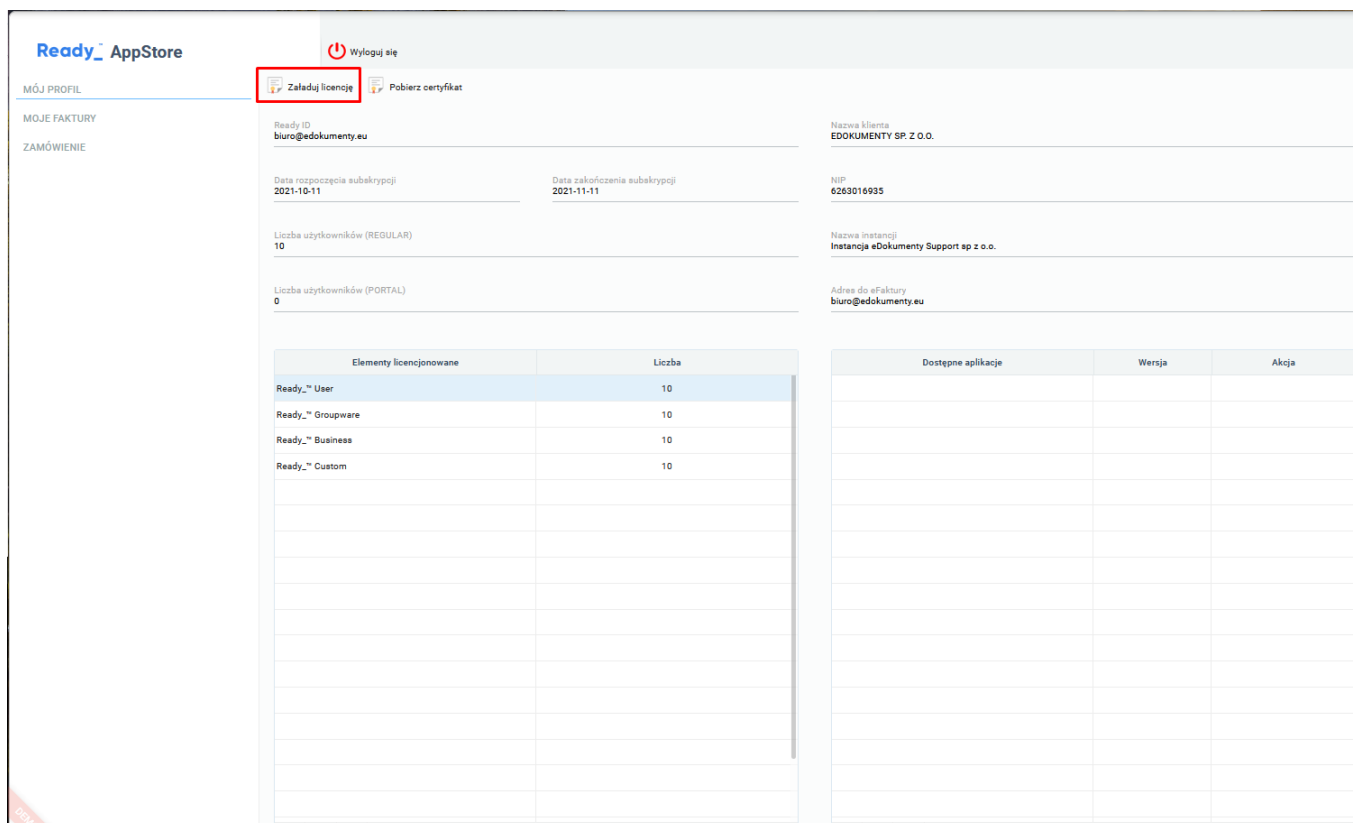 Ready_™ AppStore
Wyloguj się
MÓJ PROFIL
MOJE FAKTURY
ZAMÓWIENIE
Załaduj licencję Pobierz certyfikat
Ready ID
biuro@edokumenty.eu
Nazwa klienta
EDOKUMENTY SP. Z O.O.
Data rozpoczęcia subskrypcji
2021-10-11
Data zakończenia subskrypcji
2021-11-11
NIP
6263016935
Liczba użytkowników (REGULAR)
10
Nazwa instancji
Instancja eDokumenty Support sp z o.o.
Liczba użytkowników (PORTAL)
0
Adres do eFaktury
biuro@edokumenty.eu
Elementy licencjonowane Liczba
Ready_™ User 10
Ready_™ Groupware 10
Ready_™ Business 10
Ready_™ Custom 10
Dostępne aplikacje Wersja Akcja